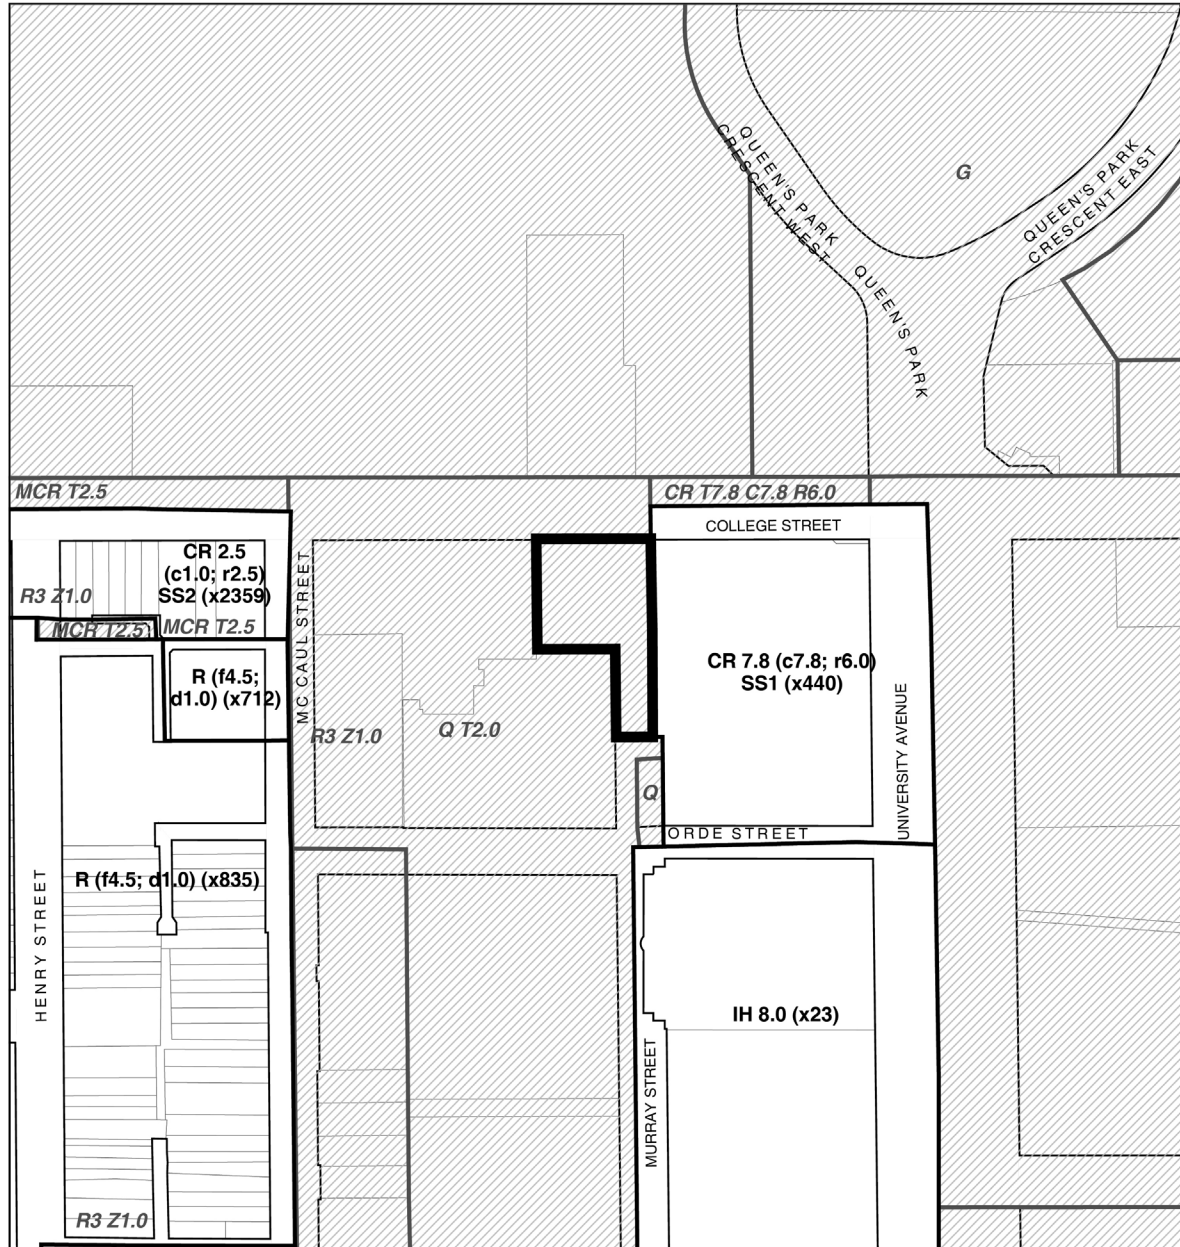 QUEEN'S PARK
CRESCENT WEST
G
QUEEN'S PARK
CRESCENT EAST
QUEEN'S PARK
MCR T2.5
CR T7.8 C7.8 R6.0
COLLEGE STREET
CR 2.5
(c1.0; r2.5)
SS2 (x2359)
R3 Z1.0
MCR T2.5
MCR T2.5
MC CAUL STREET
R (f4.5;
d1.0) (x712)
CR 7.8 (c7.8; r6.0)
SS1 (x440)
R3 Z1.0
Q T2.0
UNIVERSITY AVENUE
Q
ORDE STREET
R (f4.5; d1.0) (x835)
HENRY STREET
IH 8.0 (x23)
MURRAY STREET
R3 Z1.0